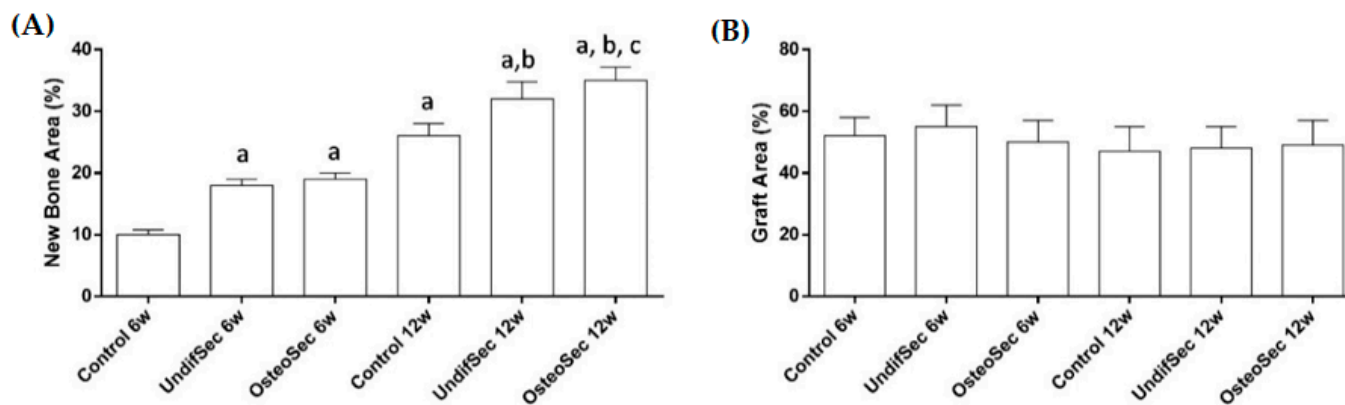 (A)
New Bone Area (%)
40
30
20
10
0
a
a
a
a,b
a, b, c
Control 6w
UndifSec 6w
OsteoSec 6w
Control 12w
UndifSec 12w
OsteoSec 12w
(B)
Graft Area (%)
80
60
40
20
0
Control 6w
UndifSec 6w
OsteoSec 6w
Control 12w
UndifSec 12w
OsteoSec 12w